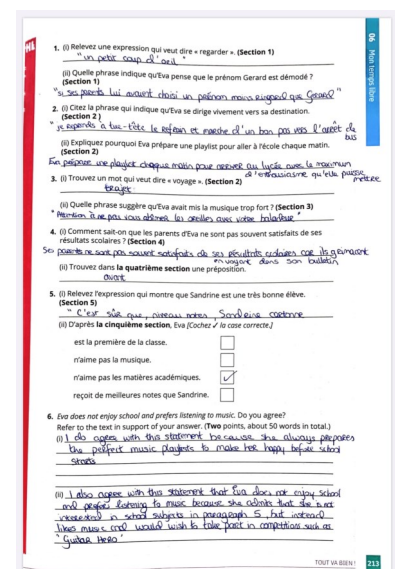 06 Mon temps libre
1. (i) Relevez une expression qui veut dire « regarder ». (Section 1)
"un petit coup d'oeil"
(ii) Quelle phrase indique qu'Eva pense que le prénom Gerard est démodé ?
(Section 1)
"si ses parents lui avaient choisi un prénom moins ringard que Gerard"
2. (i) Citez la phrase qui indique qu'Eva se dirige vivement vers sa destination.
(Section 2 )
"je reprends à tue-tête le refrain et marche d'un bon pas vers l'arrêt de
bus
(ii) Expliquez pourquoi Eva prépare une playlist pour aller à l'école chaque matin.
(Section 2)
Eva prépare une playlist chaque matin pour arriver au lycée avec le maximum
d'enthousiasme qu'elle puisse
mettre
3. (i) Trouvez un mot qui veut dire « voyage ». (Section 2)
trajet
(ii) Quelle phrase suggère qu'Eva avait mis la musique trop fort ? (Section 3)
"Attention à ne pas vous abîmer les oreilles avec votre baladeur"
4. (i) Comment sait-on que les parents d'Eva ne sont pas souvent satisfaits de ses
résultats scolaires ? (Section 4)
Ses parents ne sont pas souvent satisfaits de ses résultats scolaires car ils grimacent
en voyant dans son bulletin
(ii) Trouvez dans la quatrième section une préposition.
avant
5. (i) Relevez l'expression qui montre que Sandrine est une très bonne élève.
(Section 5)
"C'est sûr que, niveau notes, Sandrine cartonne
(ii) D'après la cinquième section, Eva [Cochez ✓ la case correcte.]
est la première de la classe.
n'aime pas la musique.
n'aime pas les matières académiques. ✓
reçoit de meilleures notes que Sandrine.
6. Eva does not enjoy school and prefers listening to music. Do you agree?
Refer to the text in support of your answer. (Two points, about 50 words in total.)
(i) I do agree with this statement because she always prepares
the perfect music playlists to make her happy before school
starts
(ii) I also agree with this statement that Eva does not enjoy school
and prefers listening to music because she admits that she is not
interested in school subjects in paragraph 5, but instead
likes music and would wish to take part in competitions such as
"Guitar Hero"
TOUT VA BIEN ! 213